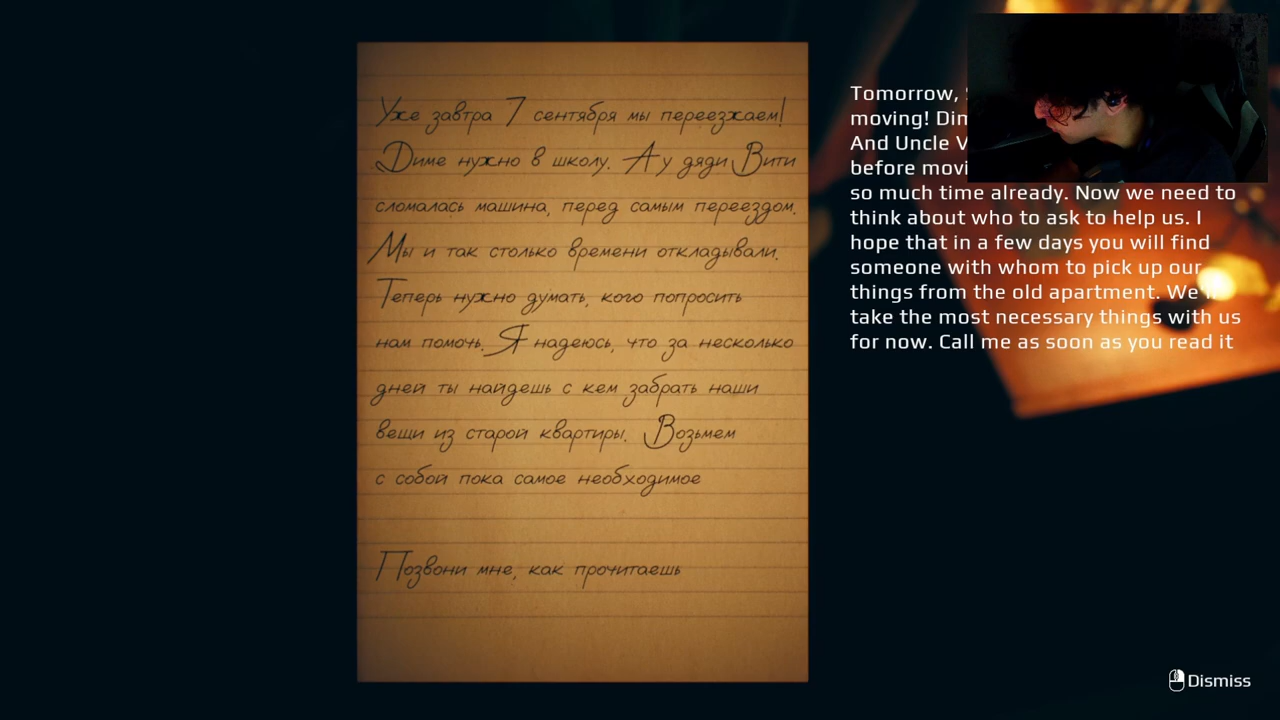 Уже завтра 7 сентября мы переезжаем!
Диме нужно в школу. А у дяди Вити
сломалась машина, перед самым переездом.
Мы и так столько времени откладывали.
Теперь нужно думать, кого попросить
нам помочь. Я надеюсь, что за несколько
дней ты найдешь с кем забрать наши
вещи из старой квартиры. Возьмем
с собой пока самое необходимое
Позвони мне, как прочитаешь
Tomorrow,
moving!
And Uncle
before
so much time already. Now we need to
think about who to ask to help us. I
hope that in a few days you will find
someone with whom to pick up our
things from the old apartment. We'll
take the most necessary things with us
for now. Call me as soon as you read it
Dismiss